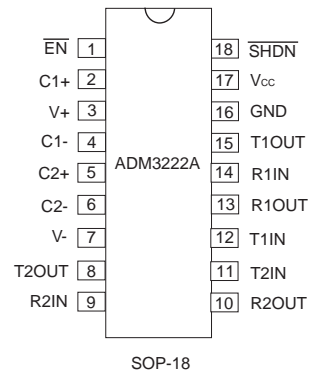 EN 1 18 SHDN
C1+ 2 17 Vcc
V+ 3 16 GND
C1- 4 15 T1OUT
C2+ 5 ADM3222A 14 R1IN
C2- 6 13 R1OUT
V- 7 12 T1IN
T2OUT 8 11 T2IN
R2IN 9 10 R2OUT
SOP-18